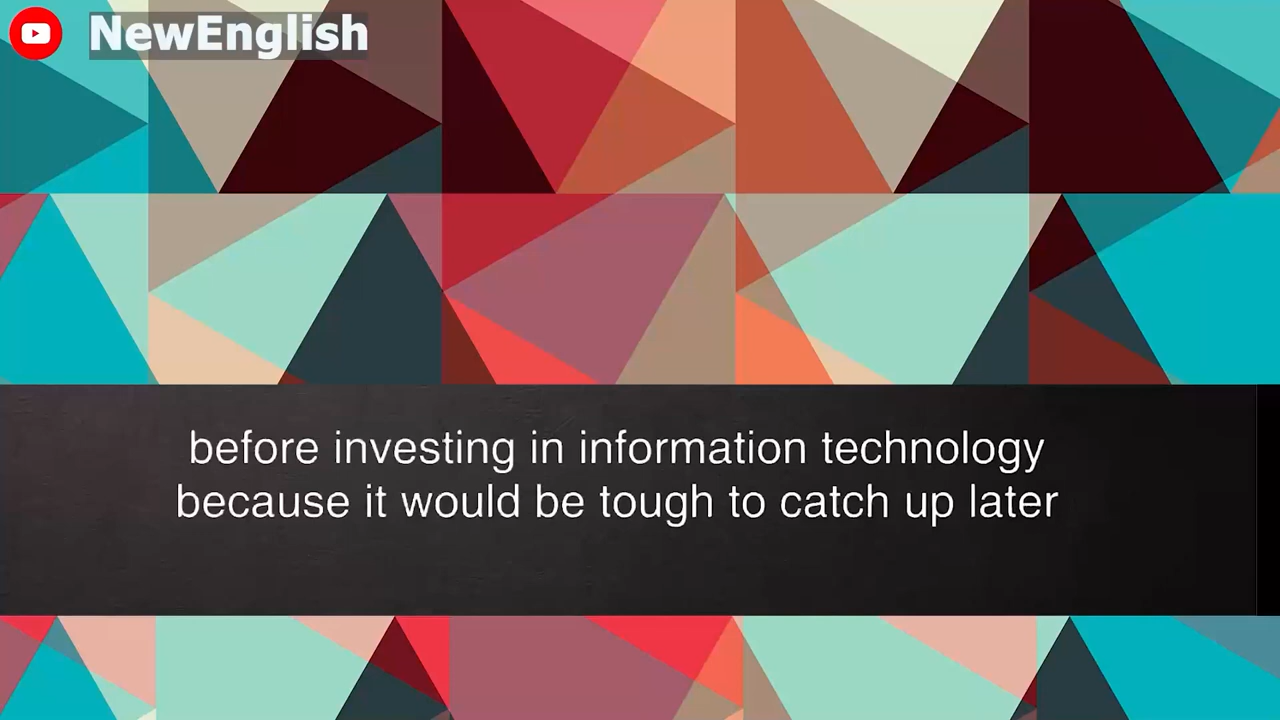 NewEnglish
before investing in information technology
because it would be tough to catch up later